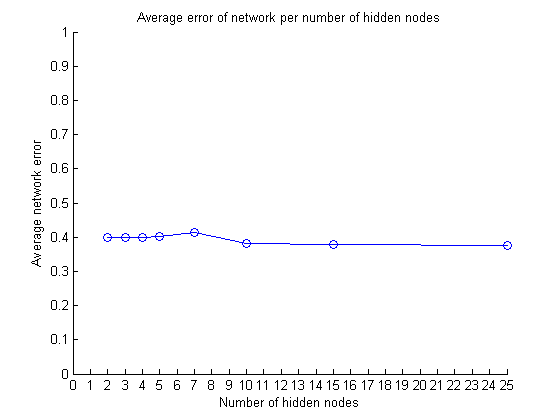 Average error of network per number of hidden nodes
1
0.9
0.8
0.7
0.6
0.5
0.4
0.3
0.2
0.1
0
Average network error
0 1 2 3 4 5 6 7 8 9 10 11 12 13 14 15 16 17 18 19 20 21 22 23 24 25
Number of hidden nodes